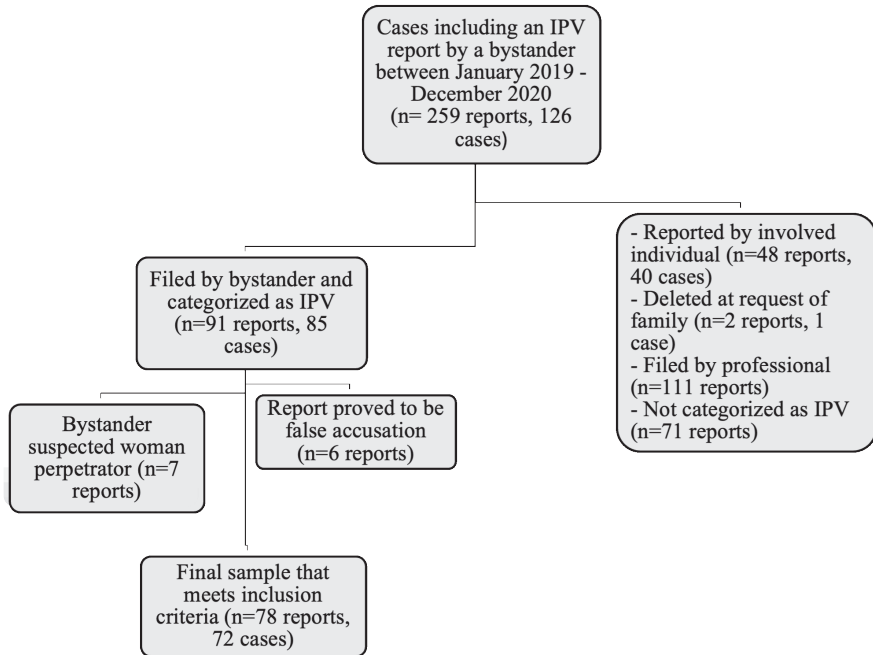 Cases including an IPV
report by a bystander
between January 2019 -
December 2020
(n= 259 reports, 126
cases)
- Reported by involved
individual (n=48 reports,
40 cases)
- Deleted at request of
family (n=2 reports, 1
case)
- Filed by professional
(n=111 reports)
- Not categorized as IPV
(n=71 reports)
Filed by bystander and
categorized as IPV
(n=91 reports, 85
cases)
Bystander
suspected woman
perpetrator (n=7
reports)
Report proved to be
false accusation
(n=6 reports)
Final sample that
meets inclusion
criteria (n=78 reports,
72 cases)